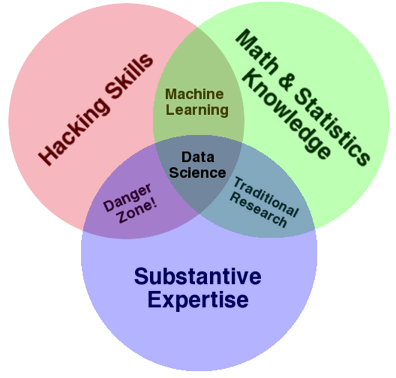 Hacking Skills
Math & Statistics
Knowledge
Machine
Learning
Data
Science
Danger
Zone!
Traditional
Research
Substantive
Expertise